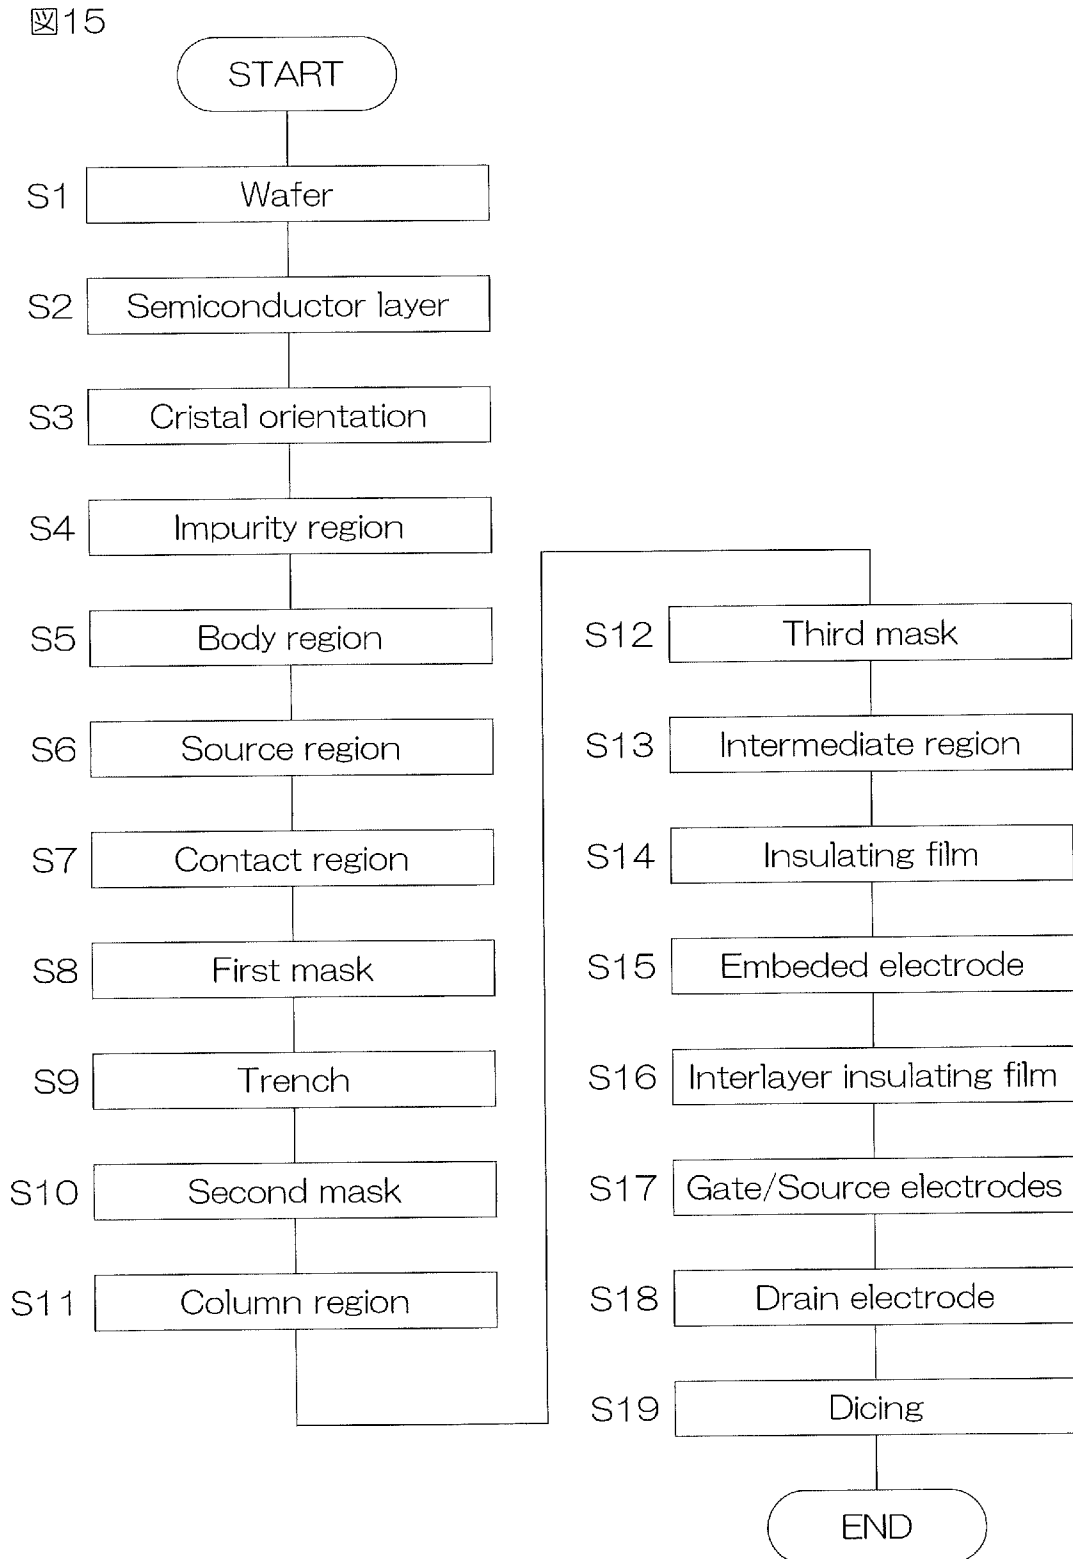 図15
START
S1 Wafer
S2 Semiconductor layer
S3 Cristal orientation
S4 Impurity region
S5 Body region
S6 Source region
S7 Contact region
S8 First mask
S9 Trench
S10 Second mask
S11 Column region
S12 Third mask
S13 Intermediate region
S14 Insulating film
S15 Embeded electrode
S16 Interlayer insulating film
S17 Gate/Source electrodes
S18 Drain electrode
S19 Dicing
END